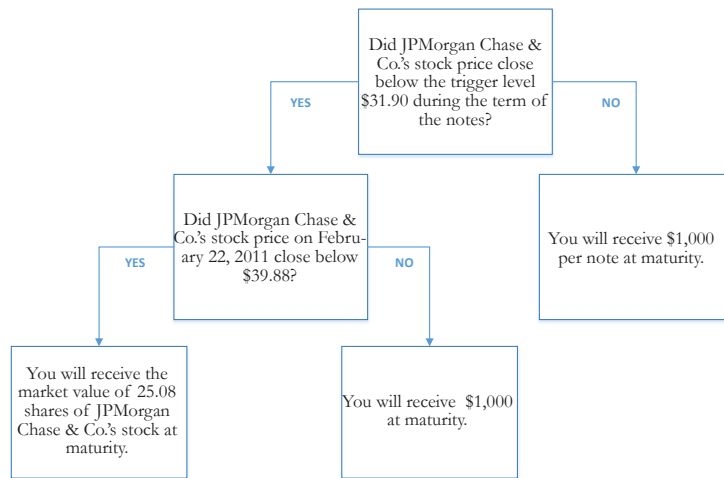 Did JPMorgan Chase &
Co.'s stock price close
below the trigger level
$31.90 during the term of
the notes?
YES
NO
Did JPMorgan Chase &
Co.'s stock price on Febru-
ary 22, 2011 close below
$39.88?
You will receive $1,000
per note at maturity.
YES
NO
You will receive the
market value of 25.08
shares of JPMorgan
Chase & Co.'s stock at
maturity.
You will receive $1,000
at maturity.